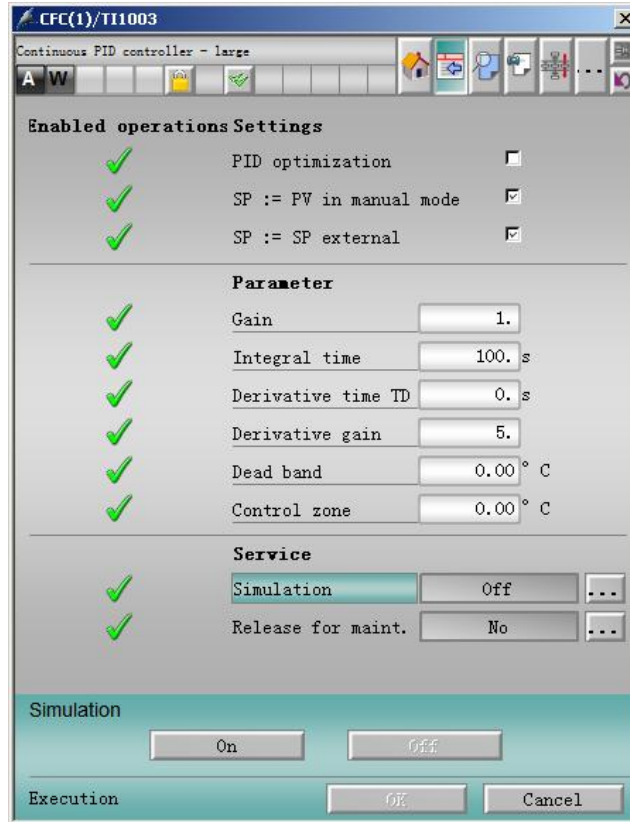 CFC(1)/TI1003
Continuous PID controller - large
A W
...
Enabled operations Settings
PID optimization
SP := PV in manual mode
SP := SP external
Parameter
Gain 1.
Integral time 100. s
Derivative time TD 0. s
Derivative gain 5.
Dead band 0.00 ° C
Control zone 0.00 ° C
Service
Simulation Off ...
Release for maint. No ...
Simulation
On Off
Execution OK Cancel